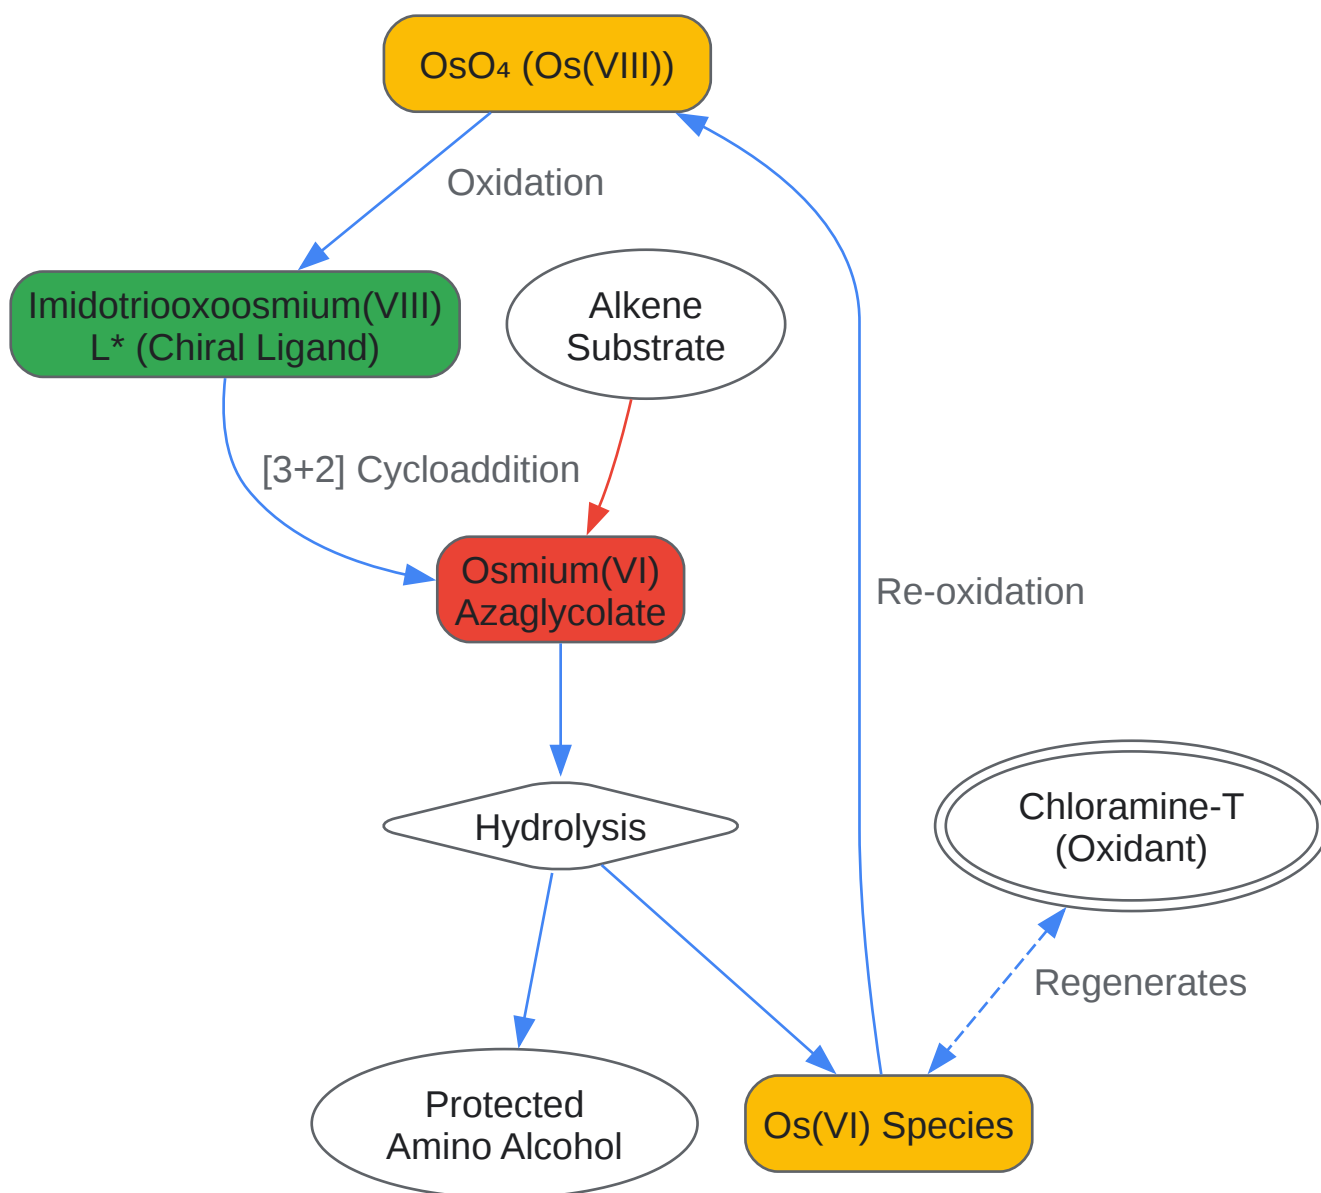 OsO₄ (Os(VIII))
Oxidation
Imidotriooxoosmium(VIII)
L* (Chiral Ligand)
Alkene
Substrate
[3+2] Cycloaddition
Osmium(VI)
Azaglycolate
Re-oxidation
Hydrolysis
Chloramine-T
(Oxidant)
Regenerates
Protected
Amino Alcohol
Os(VI) Species